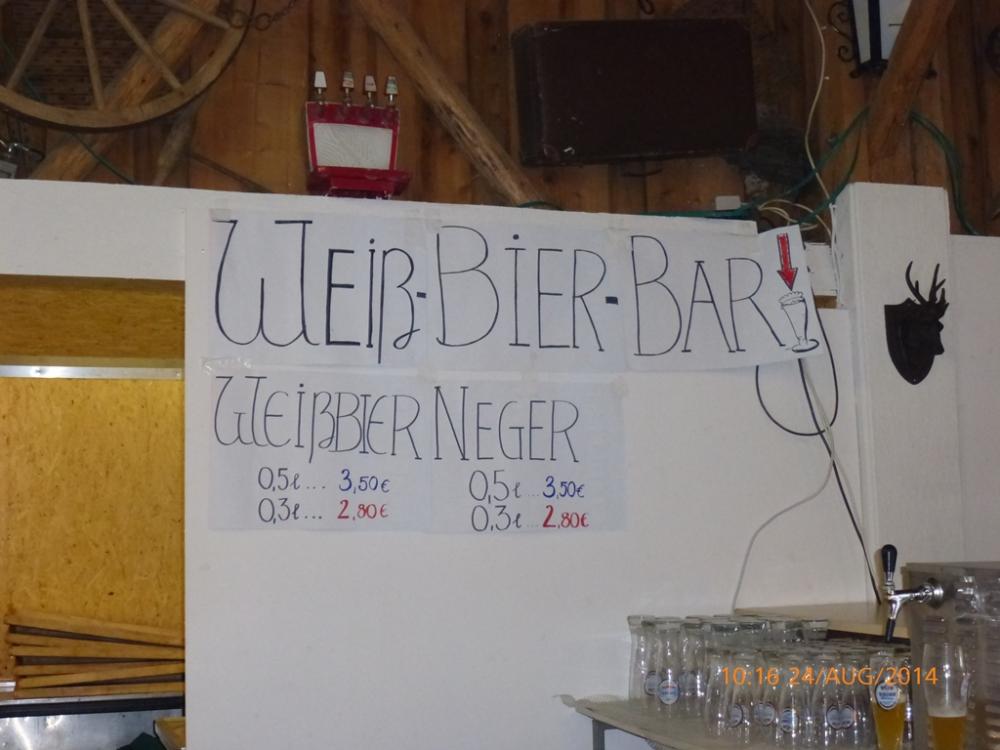 Weiß-Bier-Bar
Weißbier Neger
0,5l... 3,50€ 0,5l... 3,50€
0,3l... 2,80€ 0,3l... 2,80€
10:16 24/AUG/2014